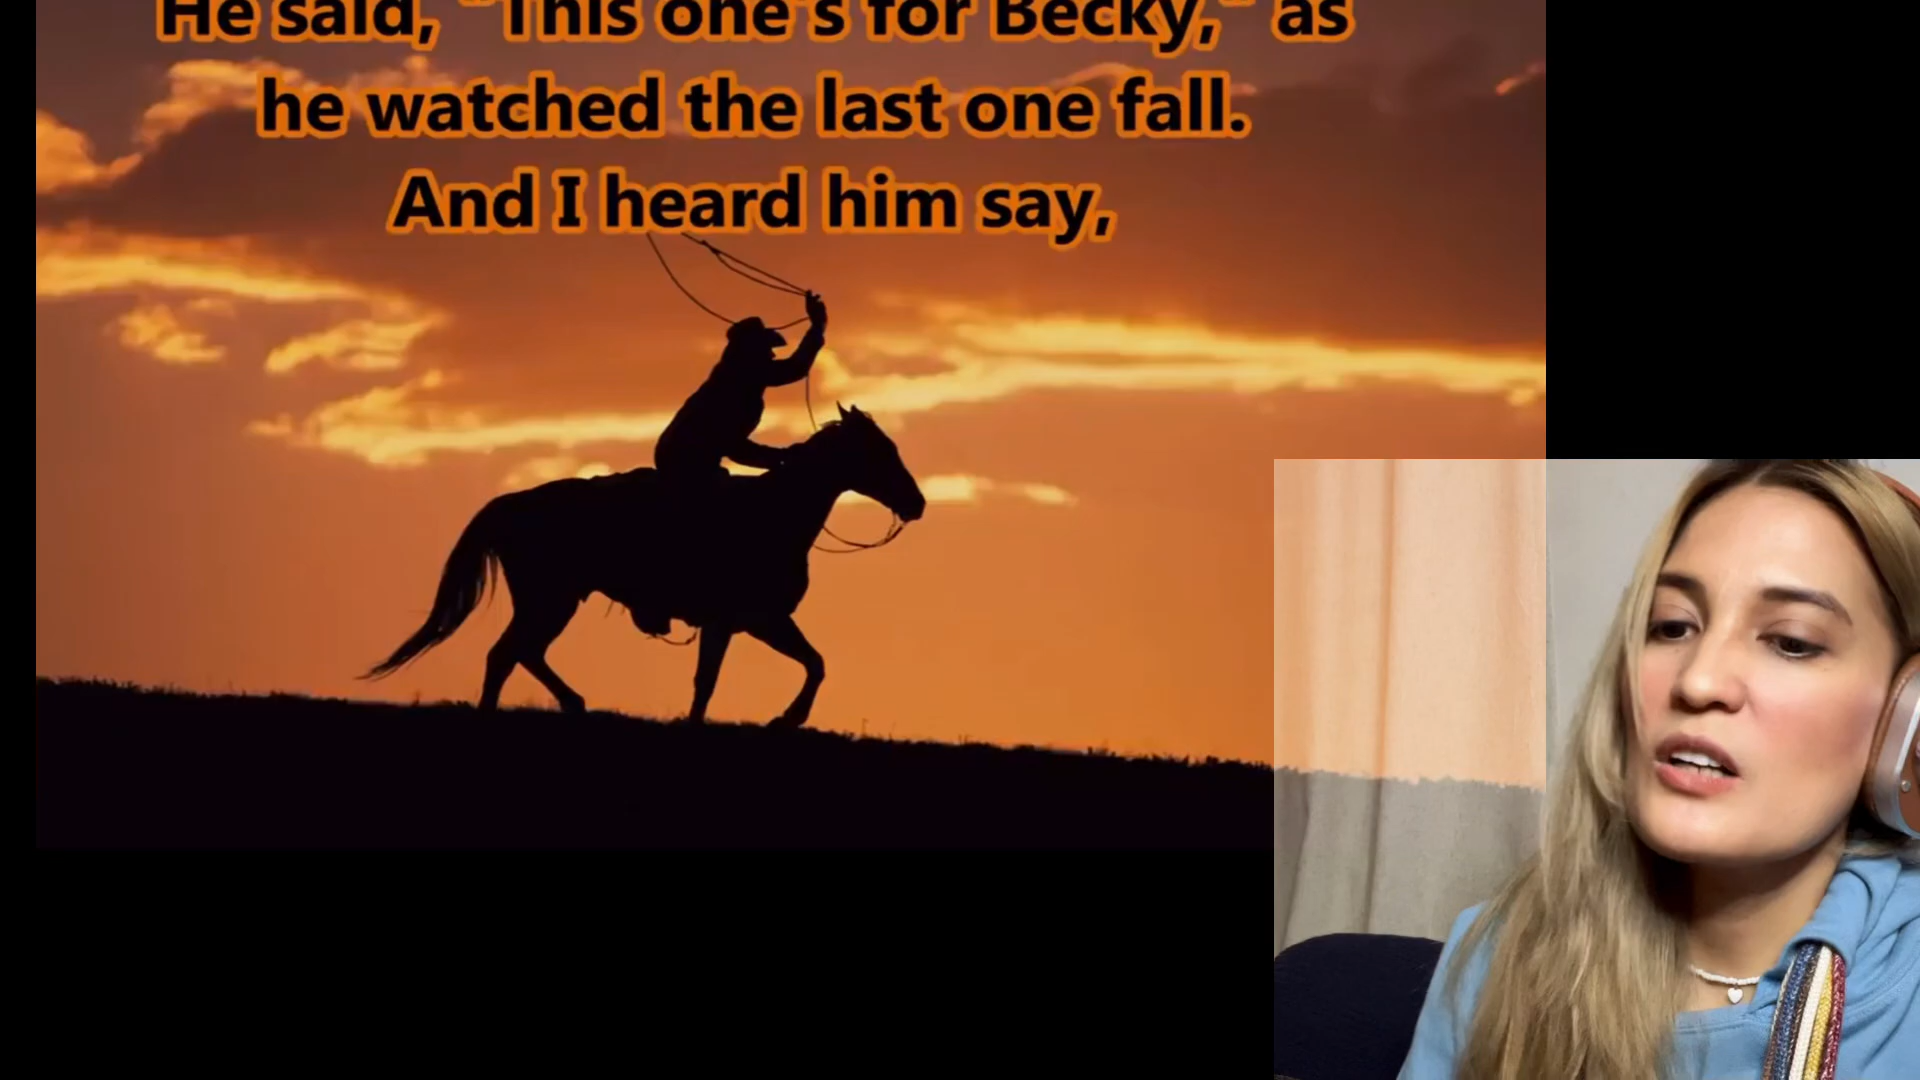 He said, "This one's for Becky," as
he watched the last one fall.
And I heard him say,